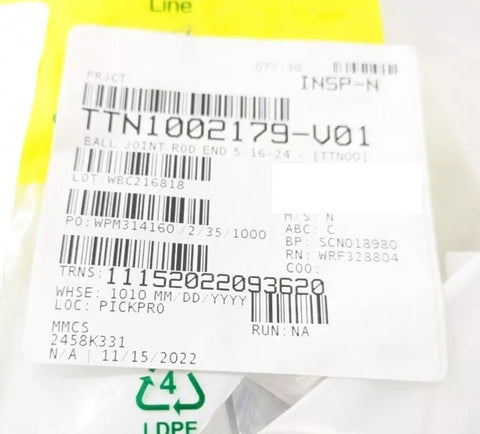 Line
QTY 10
PRJCT:
INSP-N
TTN1002179-V01
BALL JOINT ROD END 5/16-24 - [TTNGO]
LOT:WBC216818
PO:WPM314160 /2/35/1000
M/S: N
ABC: C
BP: SCN018980
RN: WRF328804
COO:
TRNS:11152022093620
WHSE: 1010 MM/DD/YYYY
LOC: PICKPRO
RUN: NA
MMCS
2458K331
N/A | 11/15/2022
4
LDPE